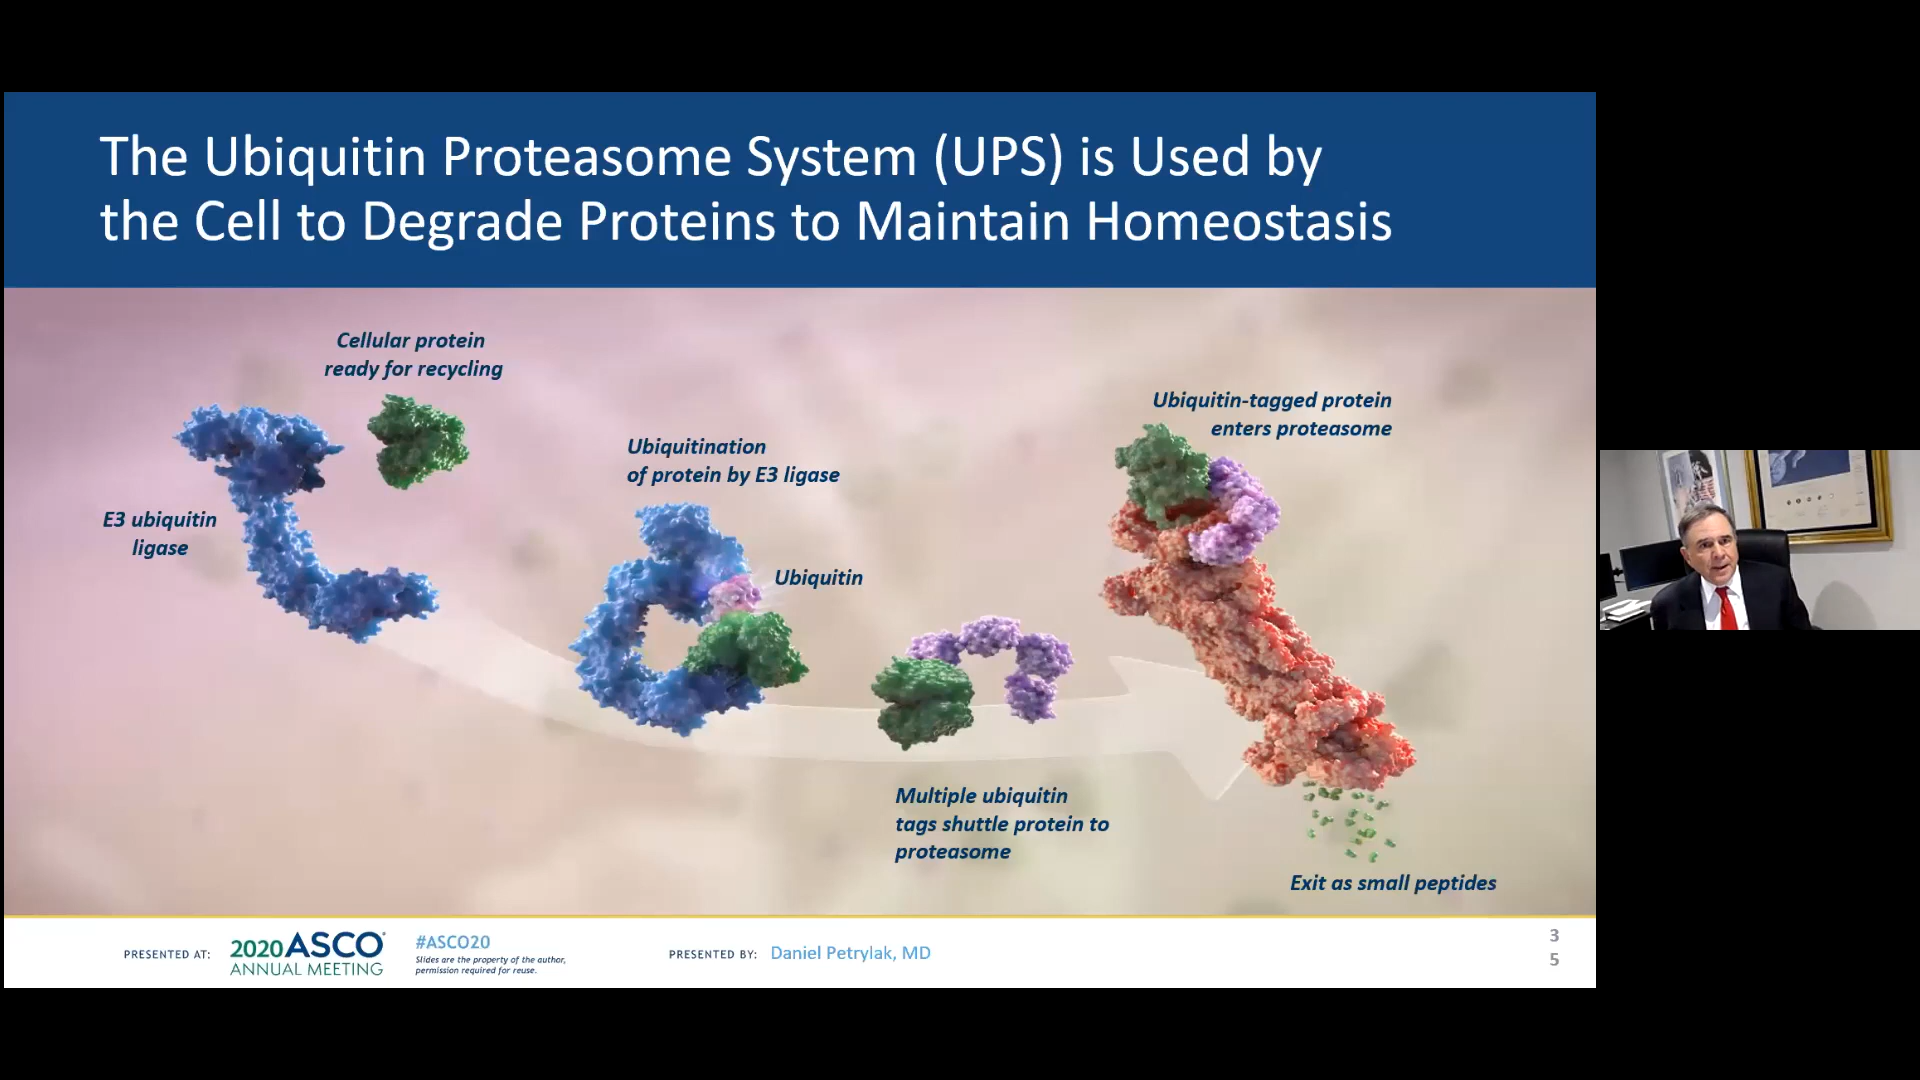 The Ubiquitin Proteasome System (UPS) is Used by
the Cell to Degrade Proteins to Maintain Homeostasis
Cellular protein
ready for recycling
E3 ubiquitin
ligase
Ubiquitination
of protein by E3 ligase
Ubiquitin
Multiple ubiquitin
tags shuttle protein to
proteasome
Ubiquitin-tagged protein
enters proteasome
Exit as small peptides
PRESENTED AT:
2020 ASCO
ANNUAL MEETING
#ASCO20
Slides are the property of the author,
permission required for reuse.
PRESENTED BY: Daniel Petrylak, MD
3
5